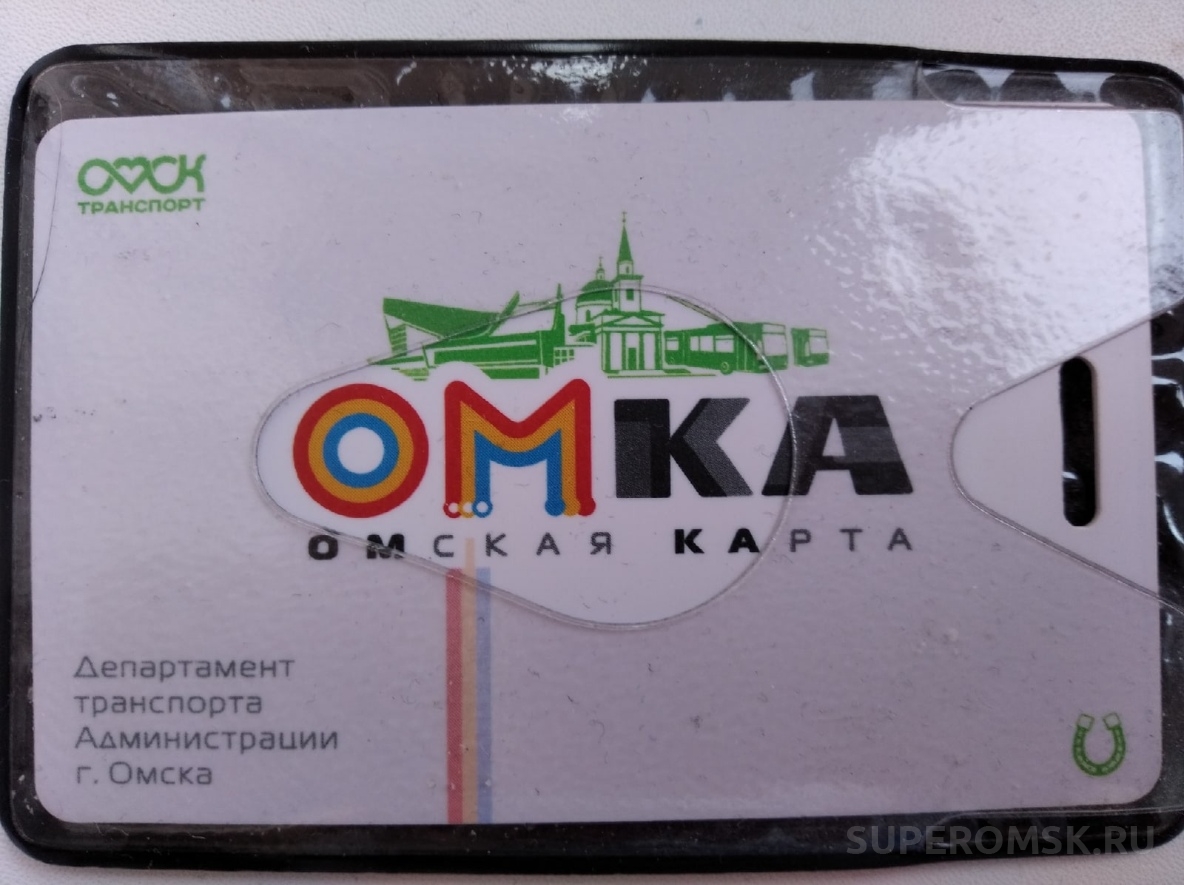 ОМСК
ТРАНСПОРТ
ОМКА
ОМСКАЯ КАРТА
Департамент
транспорта
Администрации
г. Омска
SUPEROMSK.RU